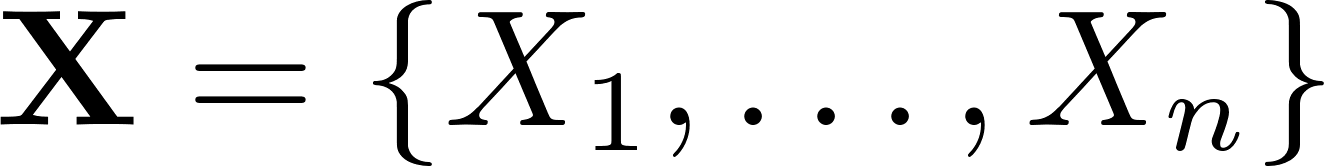 𝐗 = {X₁, . . . , Xₙ}